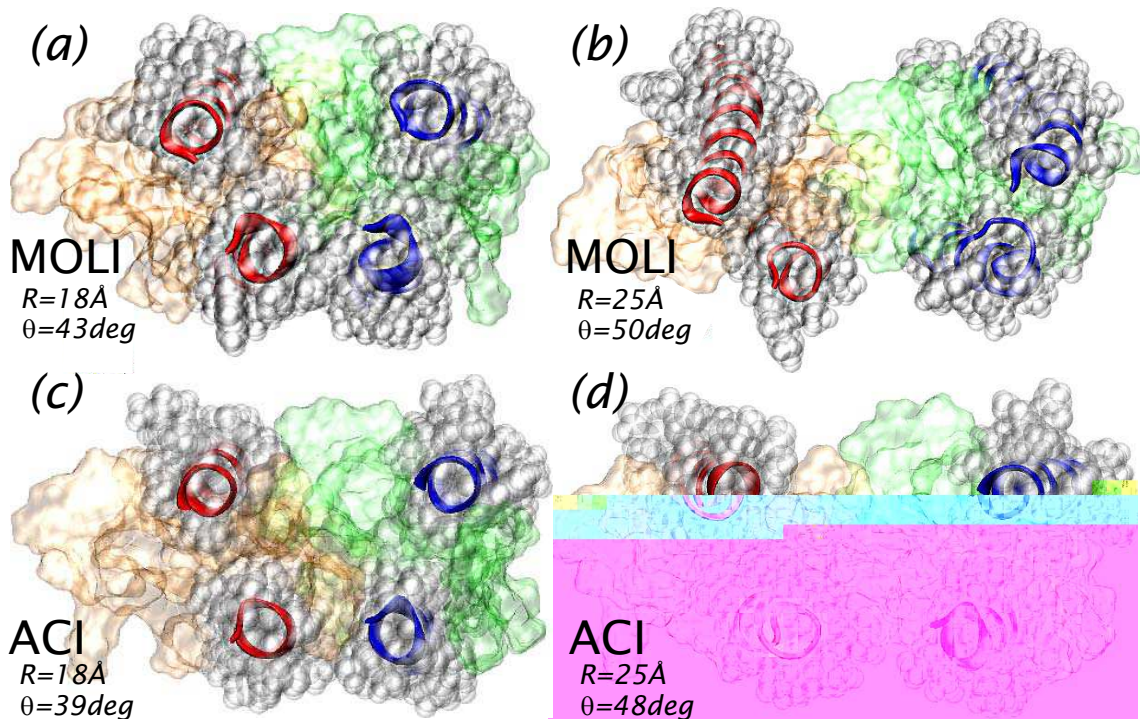 (a)
MOLI
R=18Å
θ=43deg
(b)
MOLI
R=25Å
θ=50deg
(c)
ACI
R=18Å
θ=39deg
(d)
ACI
R=25Å
θ=48deg